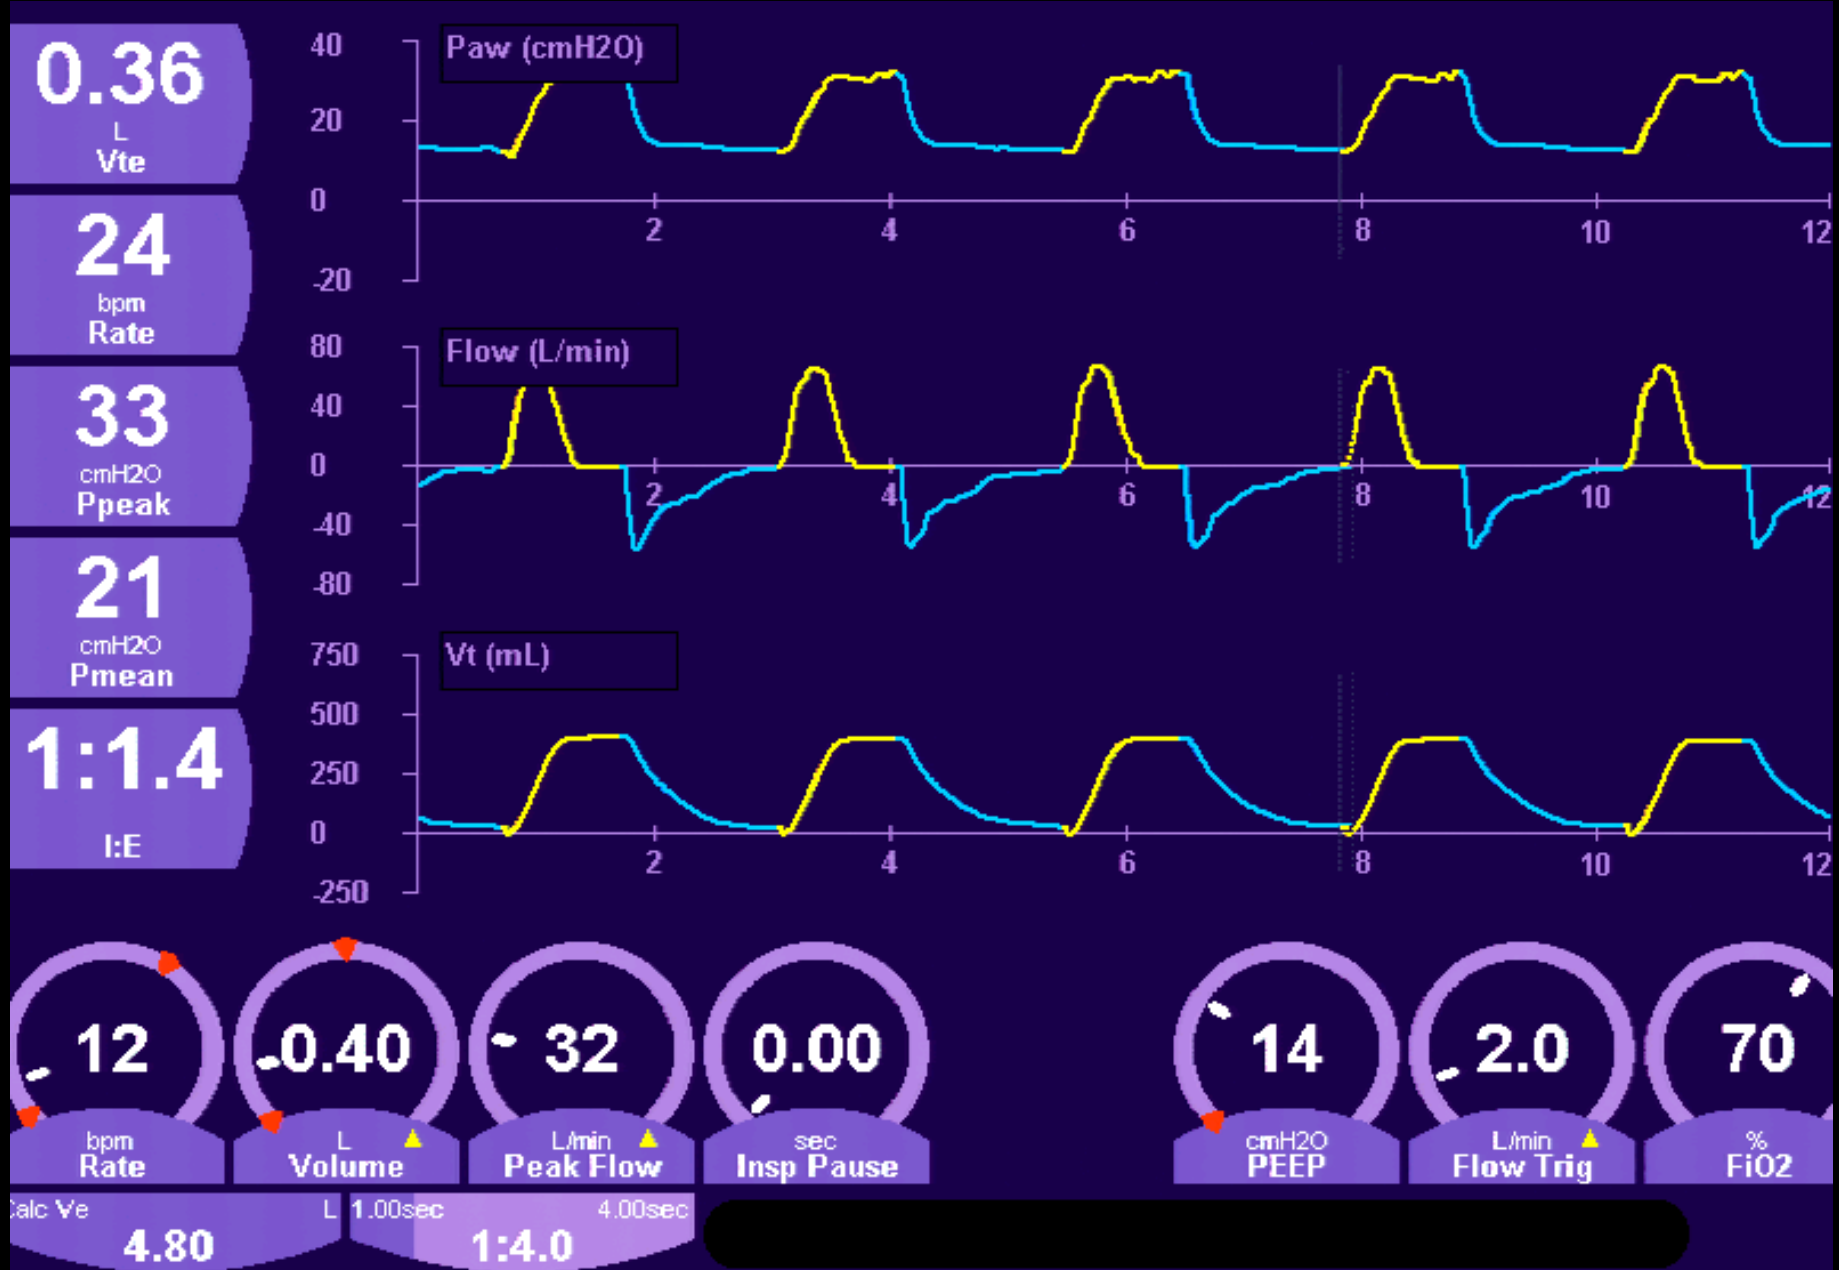 0.36
L
Vte
24
bpm
Rate
33
cmH2O
Ppeak
21
cmH2O
Pmean
1:1.4
I:E
Paw (cmH2O)
40
20
0
-20
2 4 6 8 10 12
Flow (L/min)
80
40
0
-40
-80
2 4 6 8 10 12
Vt (mL)
750
500
250
0
-250
2 4 6 8 10 12
12
bpm
Rate
0.40
L
Volume
32
L/min
Peak Flow
0.00
sec
Insp Pause
14
cmH2O
PEEP
2.0
L/min
Flow Trig
70
%
FiO2
alc Ve L
4.80
1.00sec 4.00sec
1:4.0